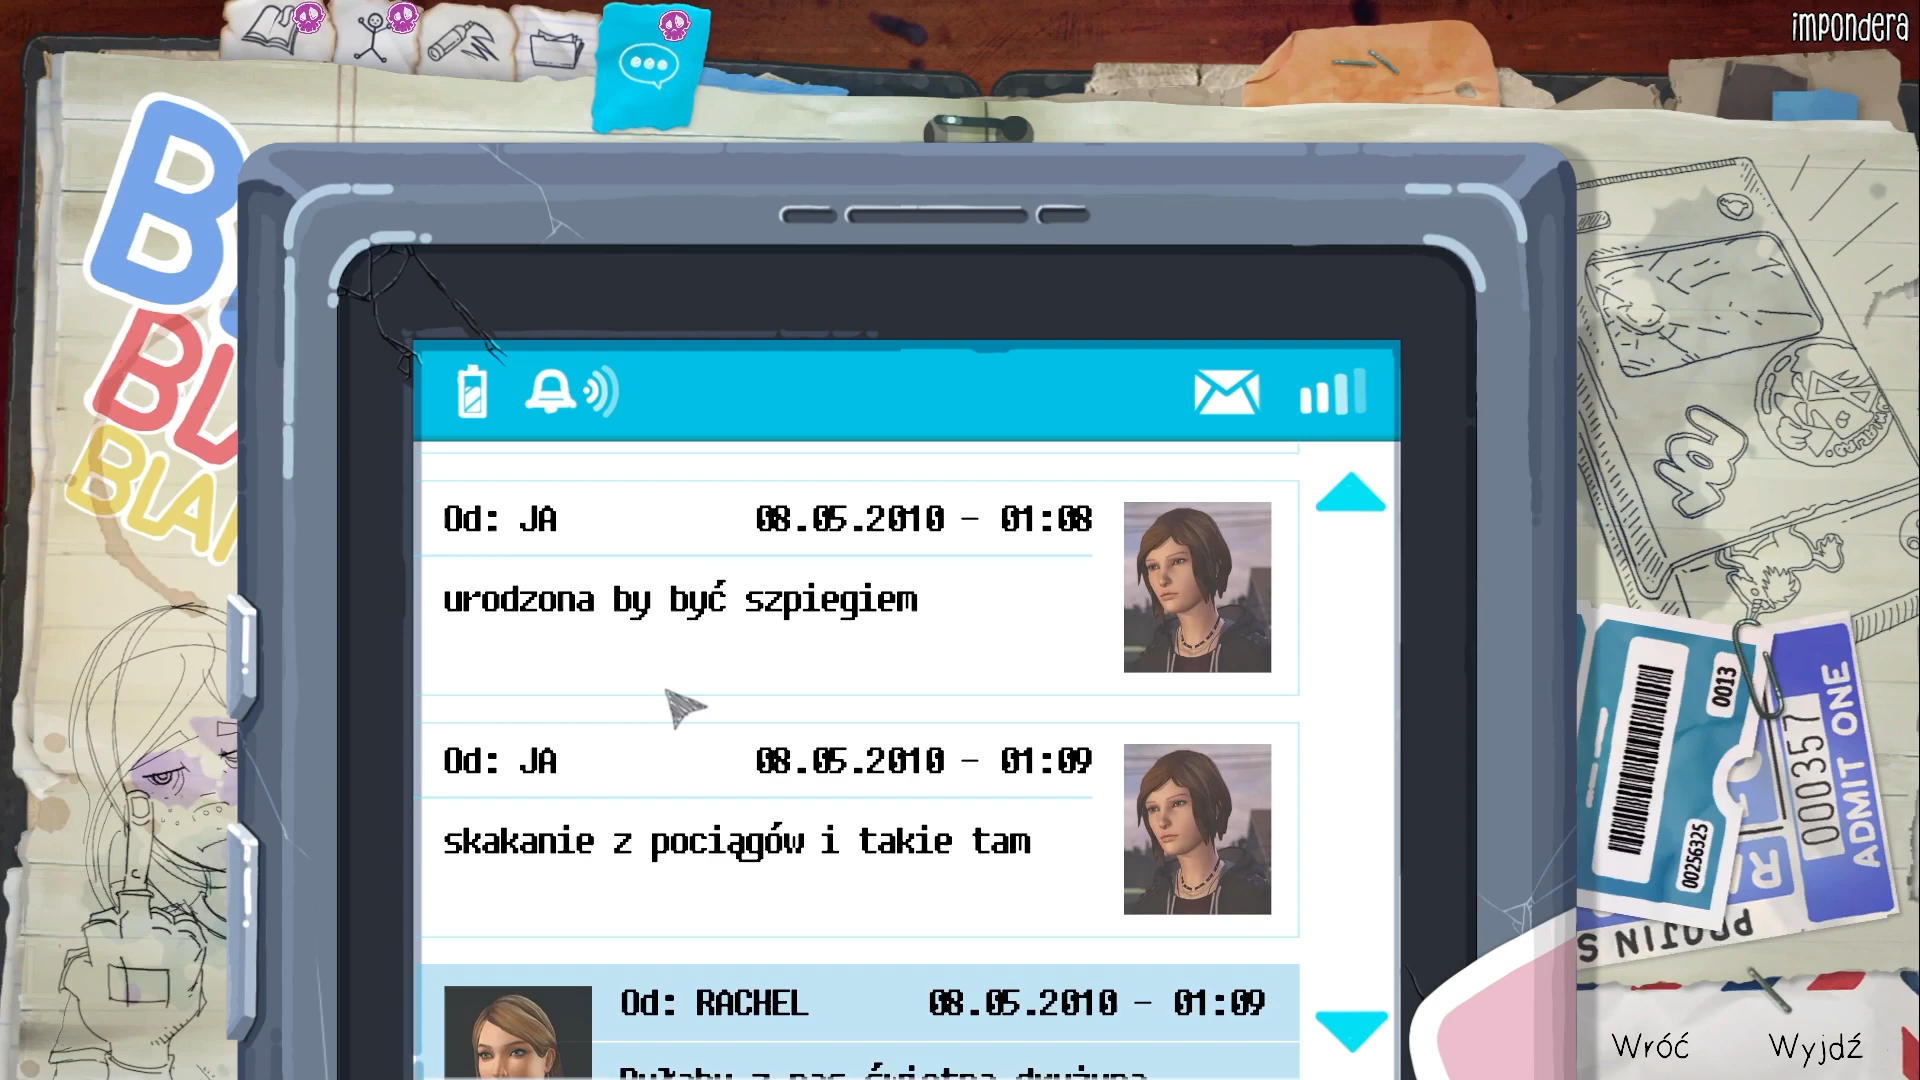 impondera
Od: JA 08.05.2010 - 01:08
urodzona by być szpiegiem
Od: JA 08.05.2010 - 01:09
skakanie z pociągów i takie tam
Od: RACHEL 08.05.2010 - 01:09
0013
00256325
000357
ADMIT ONE
Wróć
Wyjdź